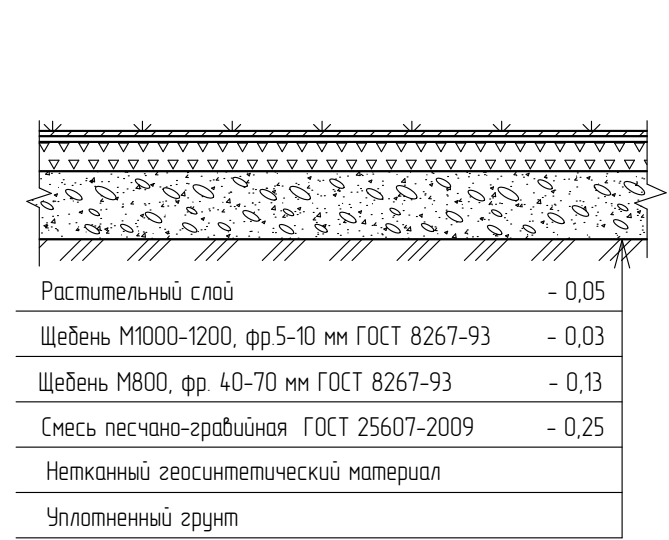 Растительный слой - 0,05
Щебень М1000-1200, фр.5-10 мм ГОСТ 8267-93 - 0,03
Щебень М800, фр. 40-70 мм ГОСТ 8267-93 - 0,13
Смесь песчано-гравийная ГОСТ 25607-2009 - 0,25
Нетканный геосинтетический материал
Уплотненный грунт